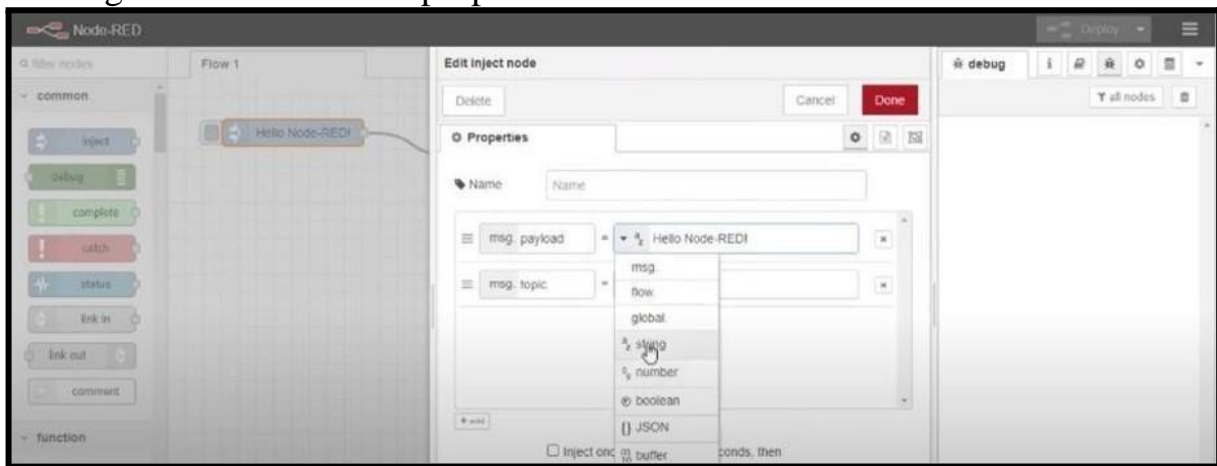 Node-RED
Deploy
filter nodes
Flow 1
Edit inject node
debug
i
common
Delete
Cancel
Done
all nodes
inject
Hello Node-RED!
Properties
debug
Name
Name
complete
msg. payload
=
Hello Node-RED!
catch
msg.
status
msg. topic
=
flow
link in
global.
string
link out
number
comment
boolean
add
{} JSON
function
Inject onc
buffer
conds, then